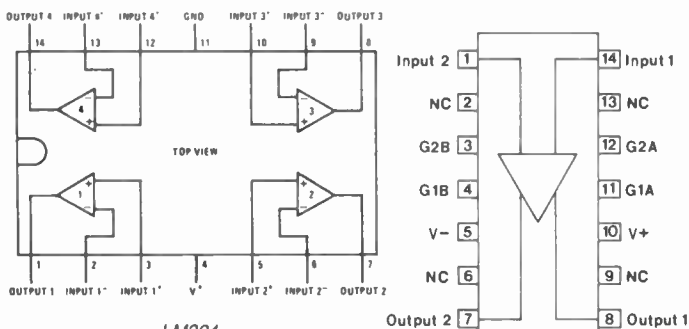 OUTPUT 4 INPUT 4- INPUT 4+ GND INPUT 3+ INPUT 3- OUTPUT 3
14 13 12 11 10 9 8
4 3
TOP VIEW
1 2
1 2 3 4 5 6 7
OUTPUT 1 INPUT 1- INPUT 1+ V+ INPUT 2+ INPUT 2- OUTPUT 2
Input 2 1 14 Input 1
NC 2 13 NC
G2B 3 12 G2A
G1B 4 11 G1A
V- 5 10 V+
NC 6 9 NC
Output 2 7 8 Output 1